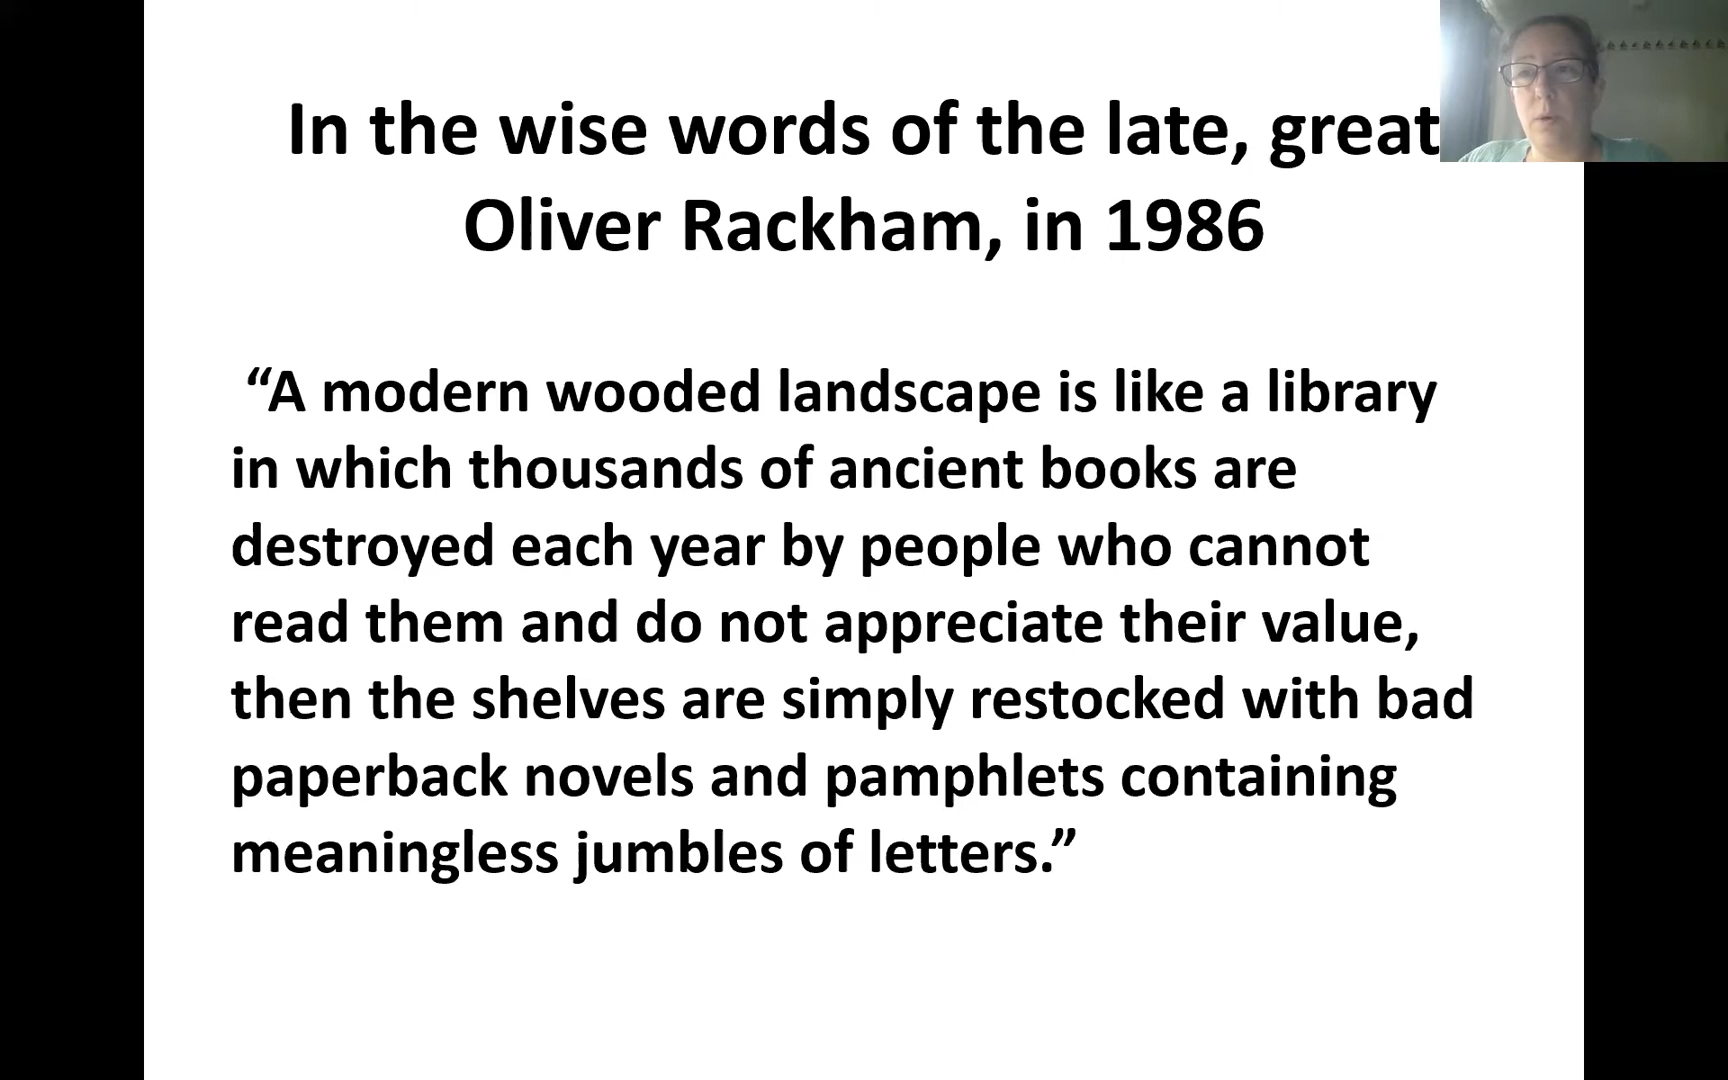 In the wise words of the late, great
Oliver Rackham, in 1986
“A modern wooded landscape is like a library
in which thousands of ancient books are
destroyed each year by people who cannot
read them and do not appreciate their value,
then the shelves are simply restocked with bad
paperback novels and pamphlets containing
meaningless jumbles of letters.”